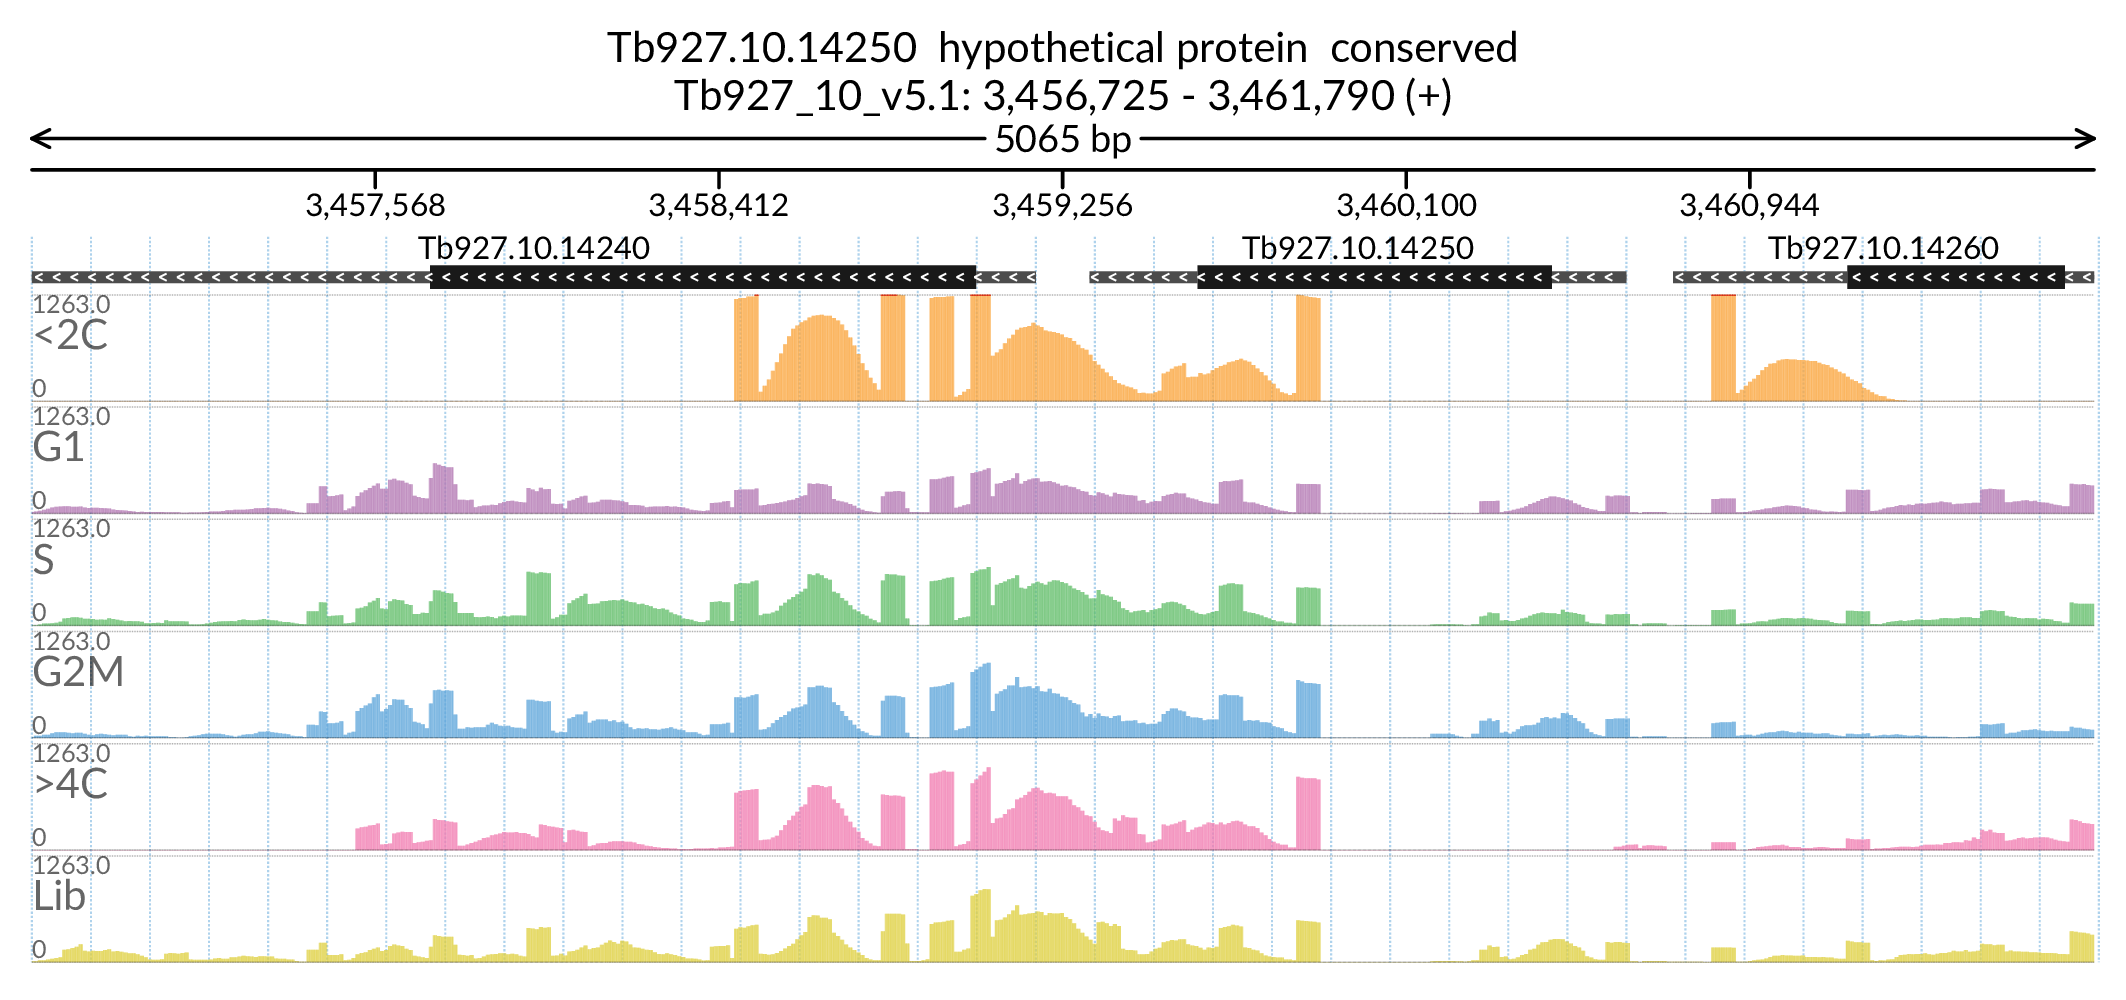 Tb927.10.14250  hypothetical protein  conserved
Tb927_10_v5.1: 3,456,725 - 3,461,790 (+)
5065 bp
3,457,568 3,458,412 3,459,256 3,460,100 3,460,944
Tb927.10.14240 Tb927.10.14250 Tb927.10.14260
1263.0
<2C
0
1263.0
G1
0
1263.0
S
0
1263.0
G2M
0
1263.0
>4C
0
1263.0
Lib
0